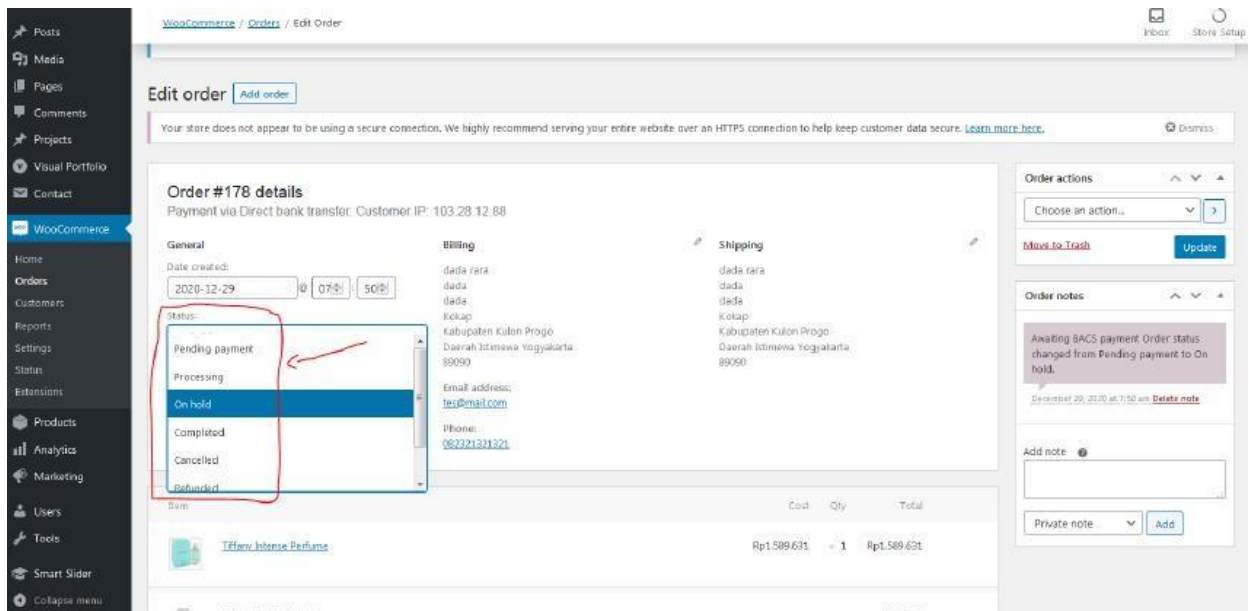 Posts
Media
Pages
Comments
Projects
Visual Portfolio
Contact
WooCommerce
Home
Orders
Customers
Reports
Settings
Status
Extensions
Products
Analytics
Marketing
Users
Tools
Smart Slider
Collapse menu
WooCommerce / Orders / Edit Order
Inbox
Store Setup
Edit order
Add order
Your store does not appear to be using a secure connection. We highly recommend serving your entire website over an HTTPS connection to help keep customer data secure. Learn more here.
Dismiss
Order #178 details
Payment via Direct bank transfer. Customer IP: 103.28.12.88
General
Date created:
2020-12-29 @ 07 : 50
Status:
Pending payment
Processing
On hold
Completed
Cancelled
Refunded
Billing
dada rara
dada
dada
Kokap
Kabupaten Kulon Progo
Daerah Istimewa Yogyakarta
89090
Email address:
tes@mail.com
Phone:
082321321321
Shipping
dada rara
dada
dada
Kokap
Kabupaten Kulon Progo
Daerah Istimewa Yogyakarta
89090
Item Cost Qty Total
Tiffany Intense Perfume Rp1.589.631 × 1 Rp1.589.631
Order actions
Choose an action...
Move to Trash
Update
Order notes
Awaiting BACS payment Order status
changed from Pending payment to On
hold.
December 29, 2020 at 7:50 am Delete note
Add note
Private note
Add